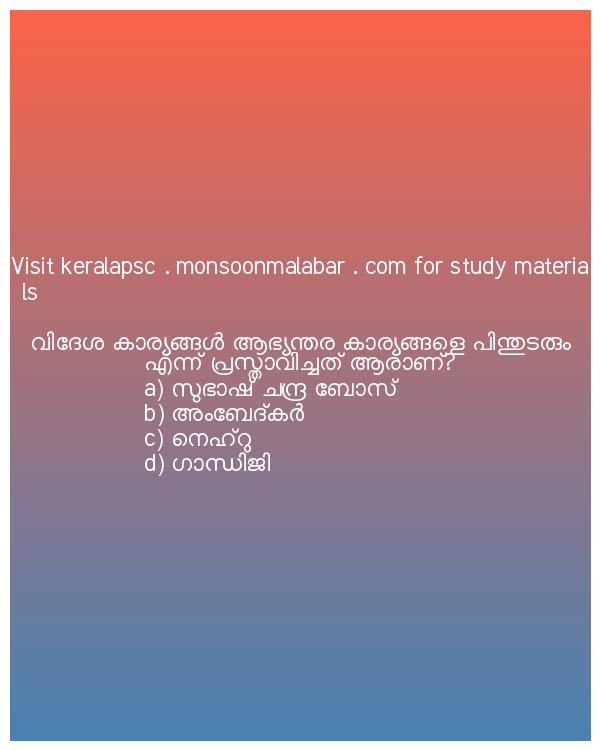 Visit keralapsc . monsoonmalabar . com for study materia
ls
വിദേശ കാര്യങ്ങൾ ആഭ്യന്തര കാര്യങ്ങളെ പിന്തുടരും
എന്ന് പ്രസ്താവിച്ചത് ആരാണ്?
a) സുഭാഷ് ചന്ദ്ര ബോസ്
b) അംബേദ്കർ
c) നെഹ്റു
d) ഗാന്ധിജി